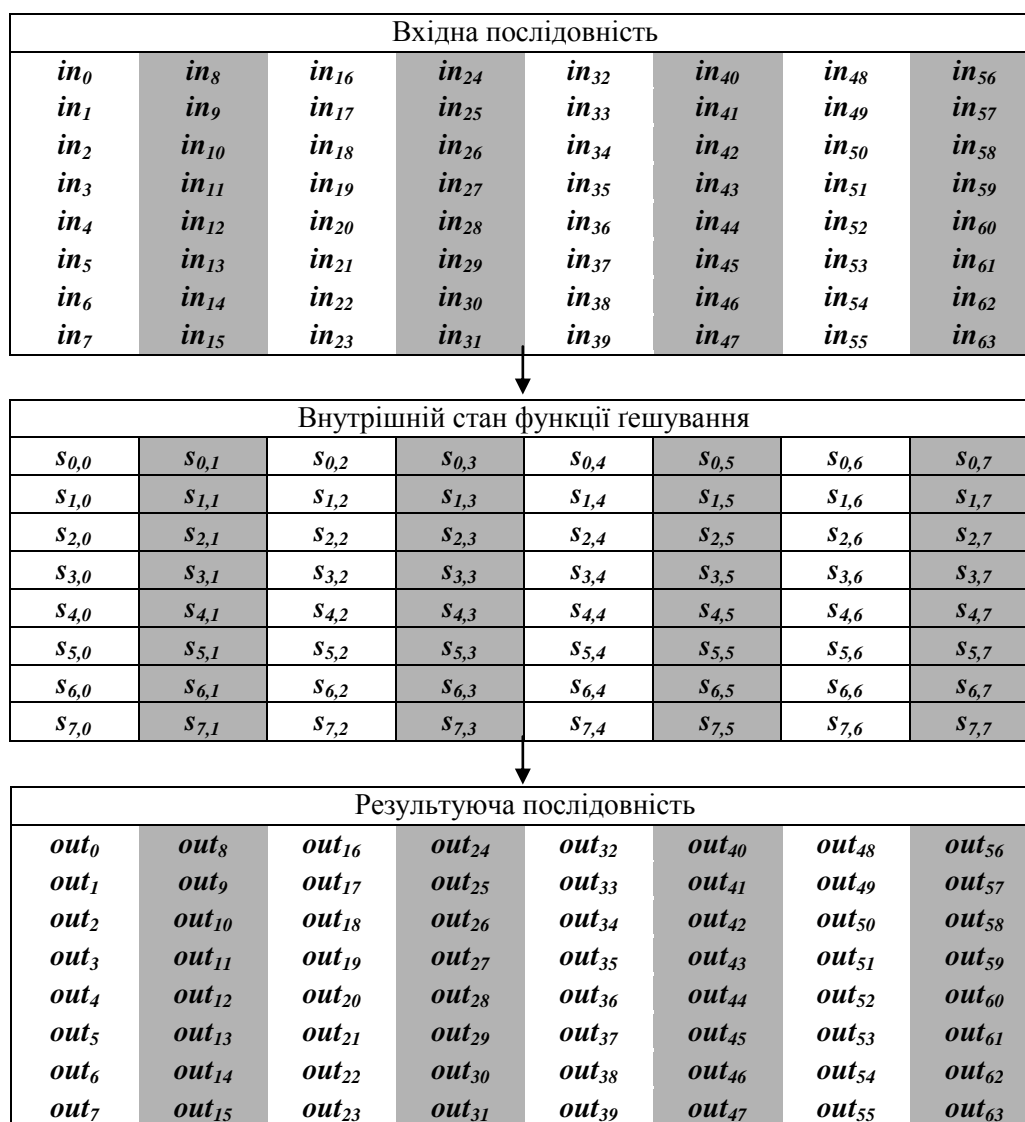 Вхідна послідовність
in0 in8 in16 in24 in32 in40 in48 in56
in1 in9 in17 in25 in33 in41 in49 in57
in2 in10 in18 in26 in34 in42 in50 in58
in3 in11 in19 in27 in35 in43 in51 in59
in4 in12 in20 in28 in36 in44 in52 in60
in5 in13 in21 in29 in37 in45 in53 in61
in6 in14 in22 in30 in38 in46 in54 in62
in7 in15 in23 in31 in39 in47 in55 in63
Внутрішній стан функції ґешування
s0,0 s0,1 s0,2 s0,3 s0,4 s0,5 s0,6 s0,7
s1,0 s1,1 s1,2 s1,3 s1,4 s1,5 s1,6 s1,7
s2,0 s2,1 s2,2 s2,3 s2,4 s2,5 s2,6 s2,7
s3,0 s3,1 s3,2 s3,3 s3,4 s3,5 s3,6 s3,7
s4,0 s4,1 s4,2 s4,3 s4,4 s4,5 s4,6 s4,7
s5,0 s5,1 s5,2 s5,3 s5,4 s5,5 s5,6 s5,7
s6,0 s6,1 s6,2 s6,3 s6,4 s6,5 s6,6 s6,7
s7,0 s7,1 s7,2 s7,3 s7,4 s7,5 s7,6 s7,7
Результуюча послідовність
out0 out8 out16 out24 out32 out40 out48 out56
out1 out9 out17 out25 out33 out41 out49 out57
out2 out10 out18 out26 out34 out42 out50 out58
out3 out11 out19 out27 out35 out43 out51 out59
out4 out12 out20 out28 out36 out44 out52 out60
out5 out13 out21 out29 out37 out45 out53 out61
out6 out14 out22 out30 out38 out46 out54 out62
out7 out15 out23 out31 out39 out47 out55 out63